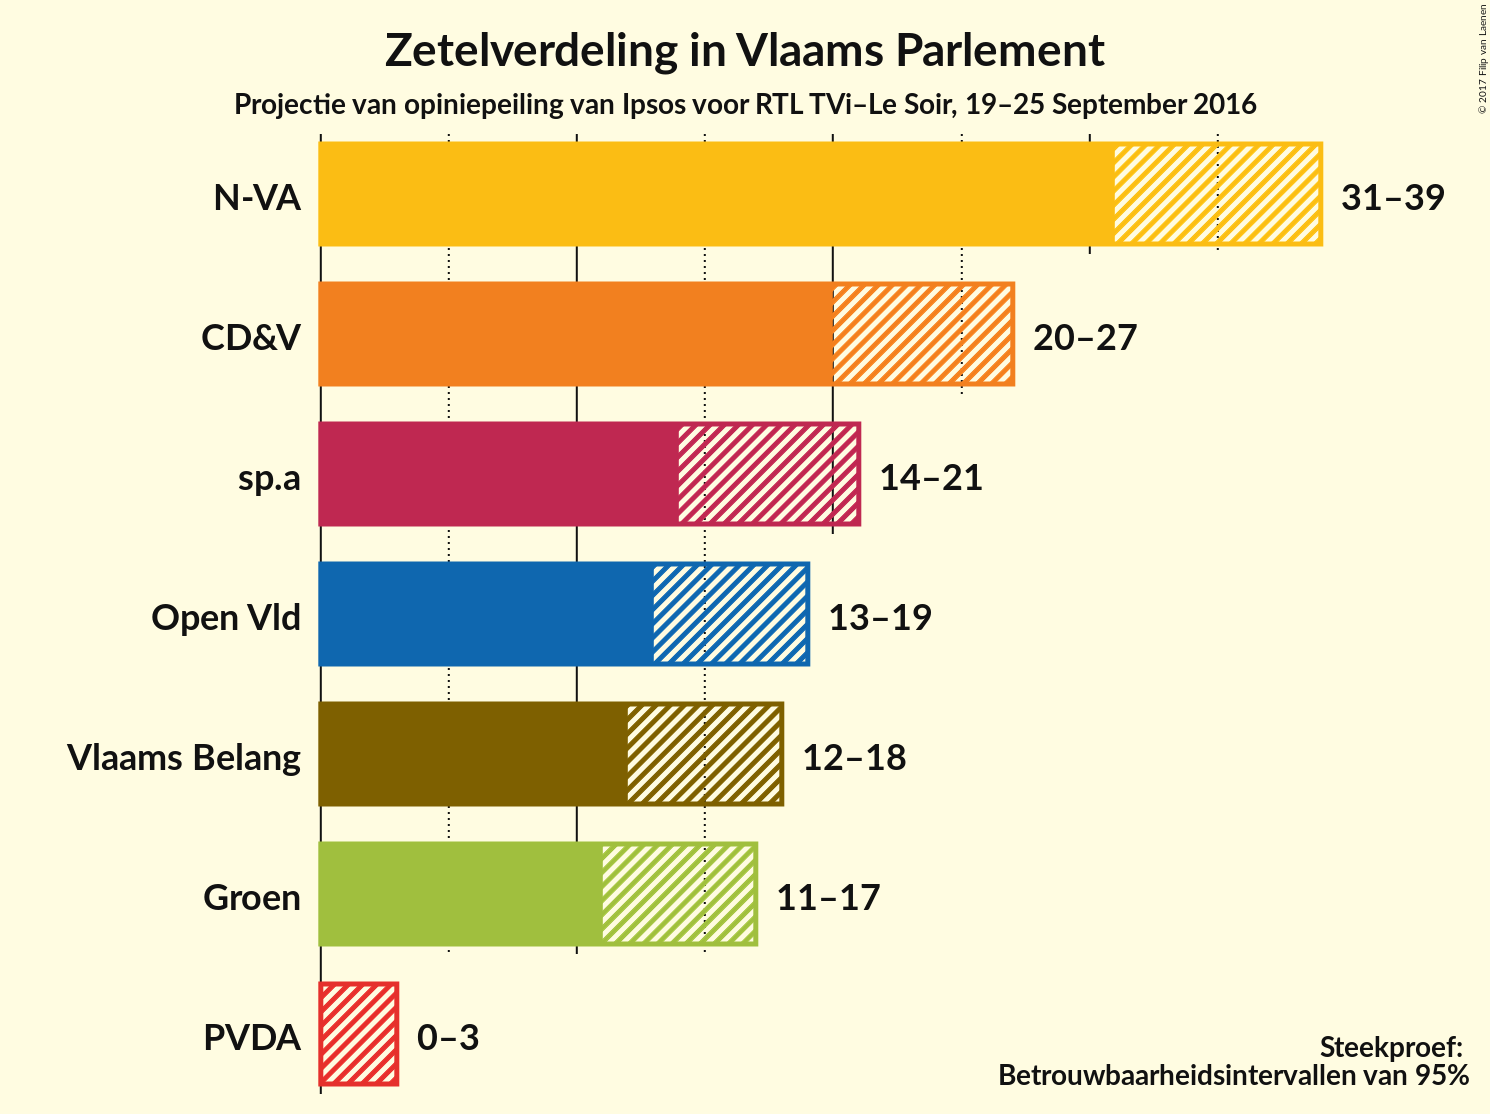 Zetelverdeling in Vlaams Parlement
Projectie van opiniepeiling van Ipsos voor RTL TVi–Le Soir, 19–25 September 2016
© 2017 Filip van Laenen
N-VA 31–39
CD&V 20–27
sp.a 14–21
Open Vld 13–19
Vlaams Belang 12–18
Groen 11–17
PVDA 0–3
Steekproef:
Betrouwbaarheidsintervallen van 95%